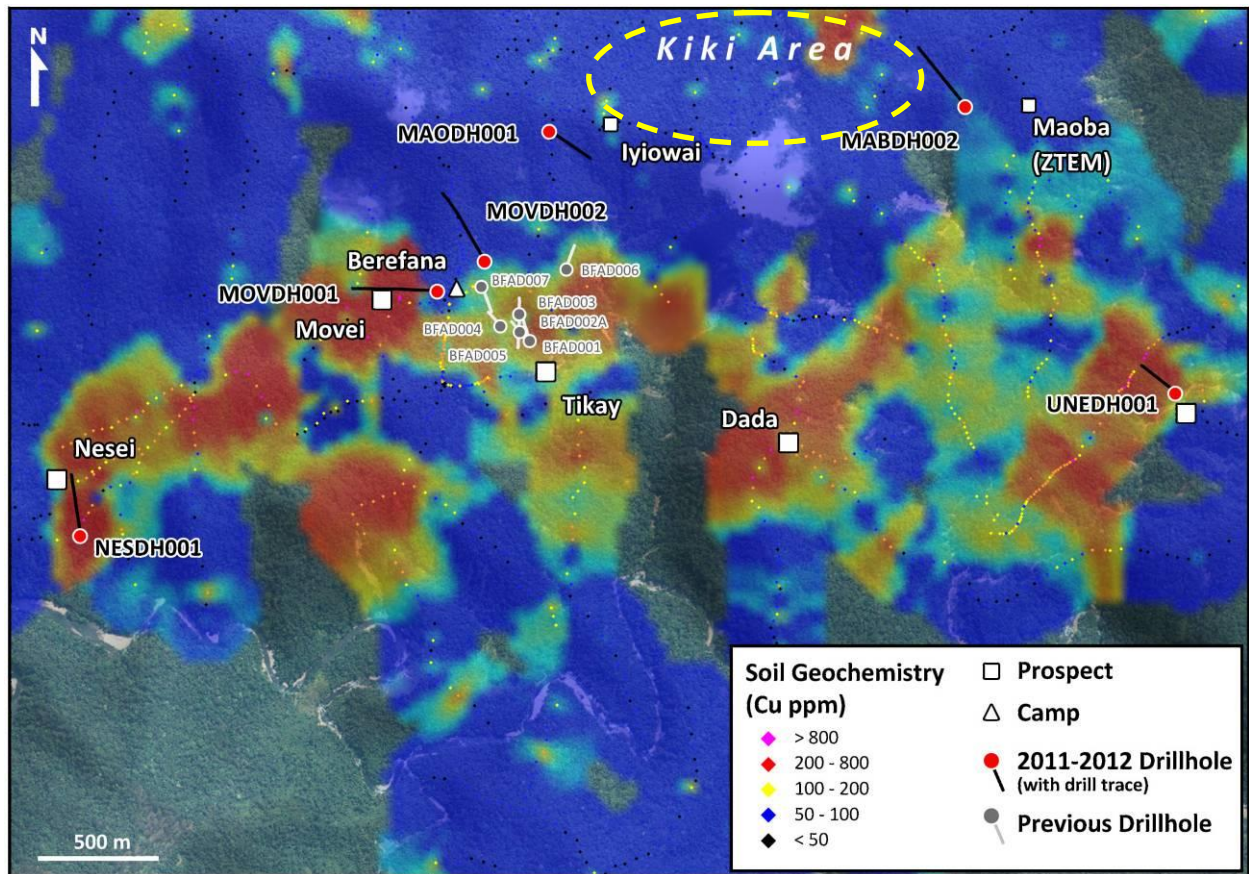 N
Kiki Area
MAODH001
Iyiowai
MABDH002
Maoba
(ZTEM)
MOVDH002
Berefana
BFAD007
BFAD006
MOVDH001
BFAD003
Movei
BFAD004
BFAD002A
BFAD005
BFAD001
Tikay
UNEDH001
Dada
Nesei
NESDH001
Soil Geochemistry
(Cu ppm)
> 800
200 - 800
100 - 200
50 - 100
< 50
Prospect
Camp
2011-2012 Drillhole
(with drill trace)
Previous Drillhole
500 m